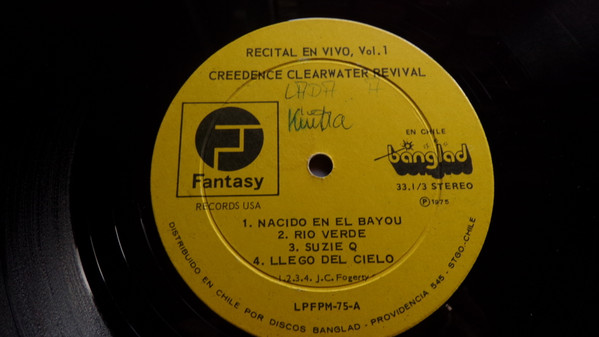 RECITAL EN VIVO, Vol.1
CREEDENCE CLEARWATER REVIVAL
Fantasy
RECORDS USA
EN CHILE
banglad
33.1/3 STEREO
Ⓟ 1975
1. NACIDO EN EL BAYOU
2. RIO VERDE
3. SUZIE Q
4. LLEGO DEL CIELO
1.2.3.4. J.C. Fogerty
LPFPM-75-A
DISTRIBUIDO EN CHILE POR DISCOS BANGLAD - PROVIDENCIA 545 - STGO-CHILE